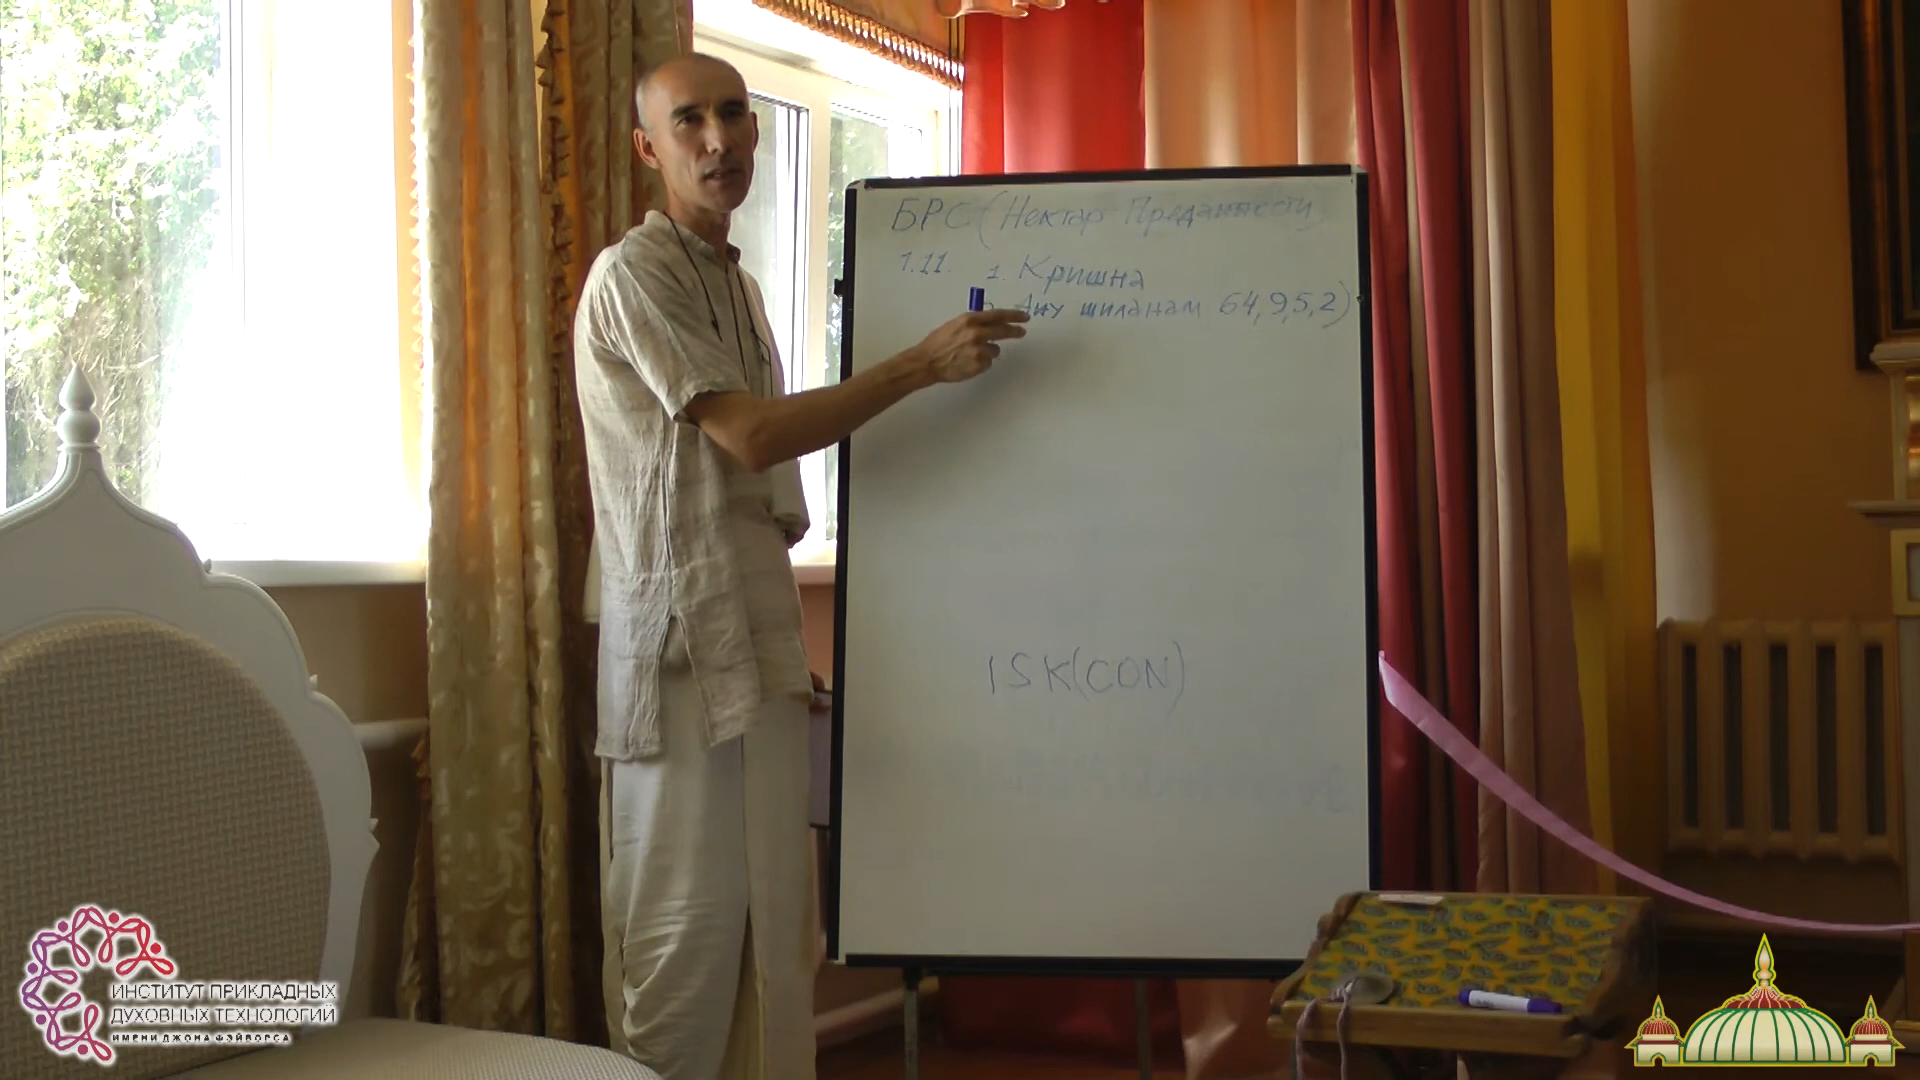 БРС (Нектар Преданности)
1.11. 1. Кришна
Ану шиланам 64, 9, 5, 2)
ISK(CON)
ИНСТИТУТ ПРИКЛАДНЫХ
ДУХОВНЫХ ТЕХНОЛОГИЙ
ИМЕНИ ДЖОНА ФЭЙВОРСА